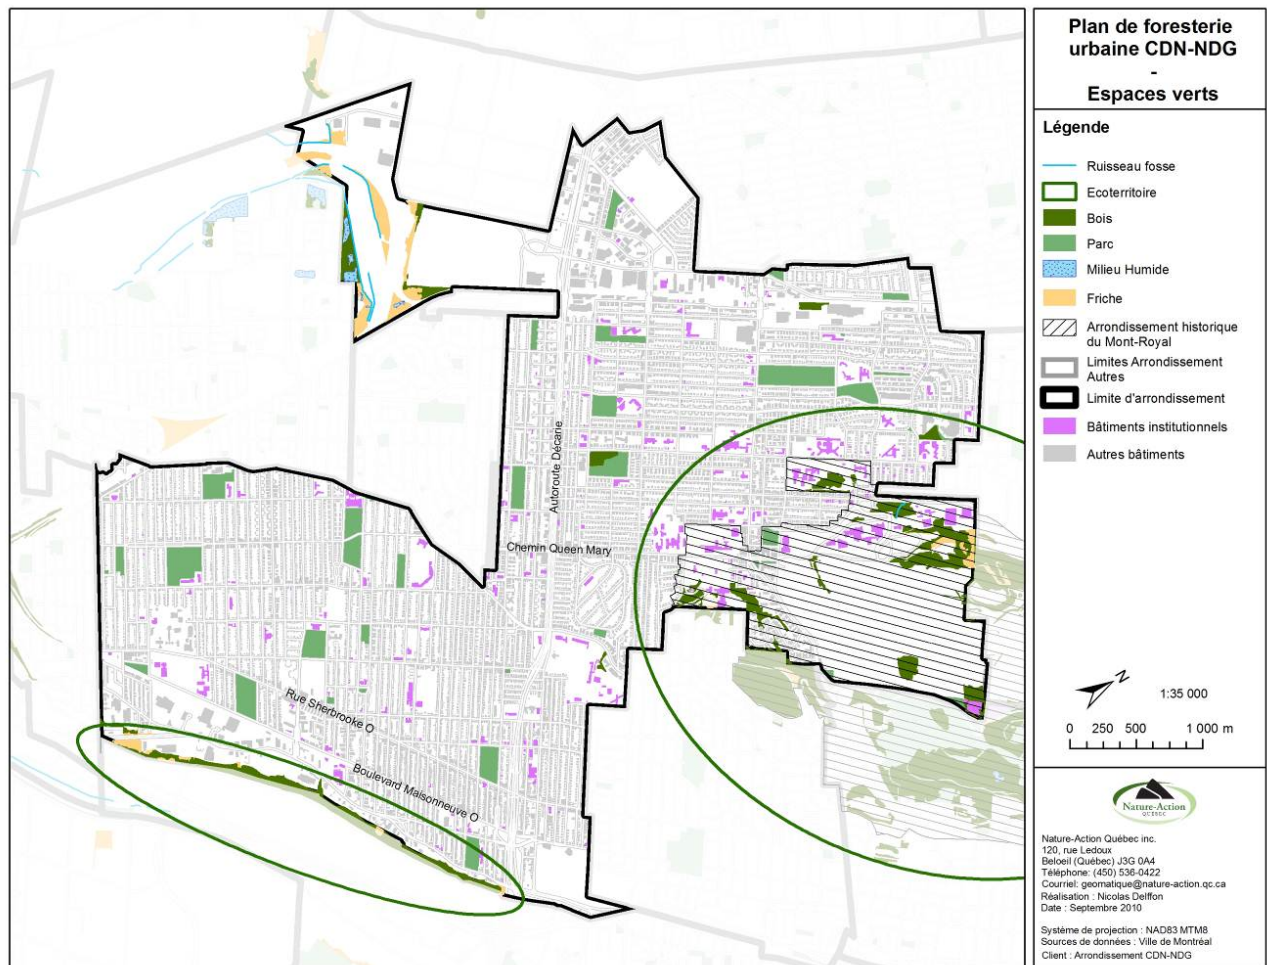 Plan de foresterie
urbaine CDN-NDG
-
Espaces verts
Légende
Ruisseau fosse
Ecoterritoire
Bois
Parc
Milieu Humide
Friche
Arrondissement historique
du Mont-Royal
Limites Arrondissement
Autres
Limite d'arrondissement
Bâtiments institutionnels
Autres bâtiments
Autoroute Décarie
Chemin Queen Mary
Rue Sherbrooke O
Boulevard Maisonneuve O
N
1:35 000
0 250 500 1 000 m
Nature-Action
QUÉBEC
Nature-Action Québec inc.
120, rue Ledoux
Beloeil (Québec) J3G 0A4
Téléphone: (450) 536-0422
Courriel: geomatique@nature-action.qc.ca
Réalisation : Nicolas Delffon
Date : Septembre 2010
Système de projection : NAD83 MTM8
Sources de données : Ville de Montréal
Client : Arrondissement CDN-NDG